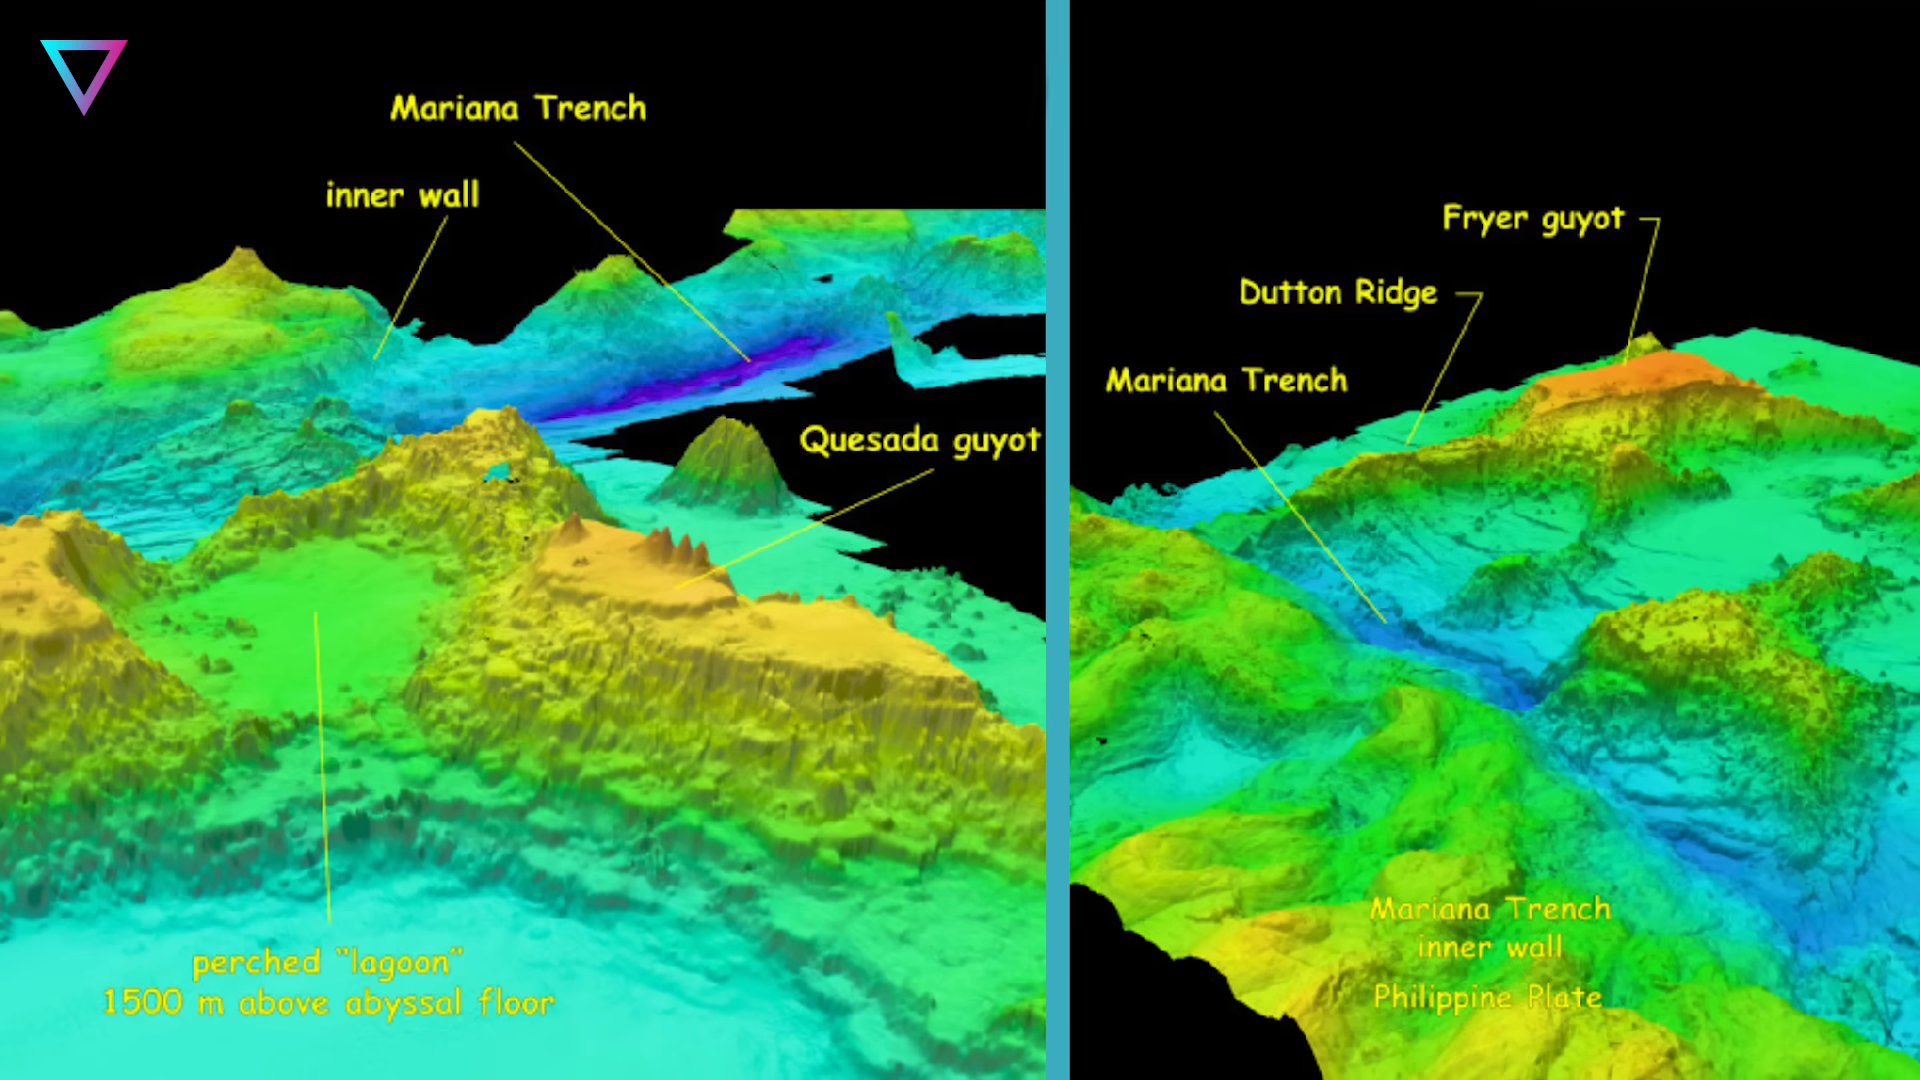 Mariana Trench
inner wall
Quesada guyot
perched "lagoon"
1500 m above abyssal floor
Fryer guyot
Dutton Ridge
Mariana Trench
Mariana Trench
inner wall
Philippine Plate